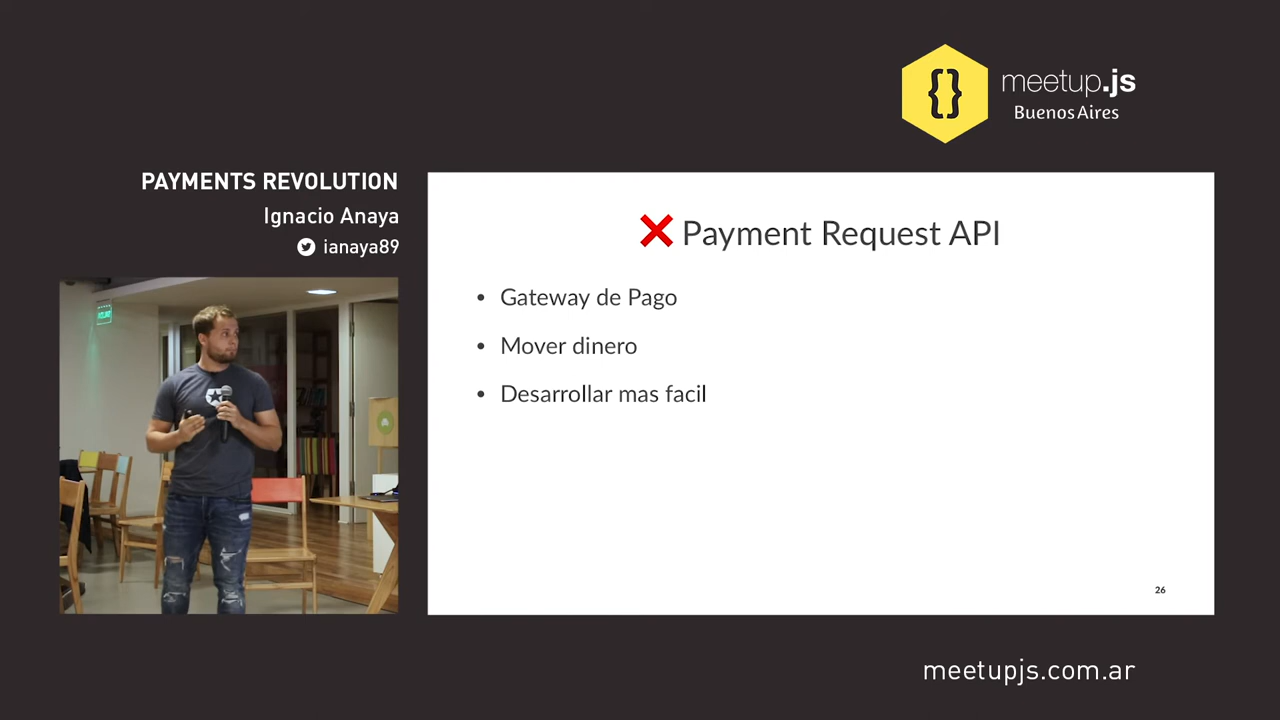 {}
meetup.js
Buenos Aires
PAYMENTS REVOLUTION
Ignacio Anaya
ianaya89
❌ Payment Request API
• Gateway de Pago
• Mover dinero
• Desarrollar mas facil
26
meetupjs.com.ar